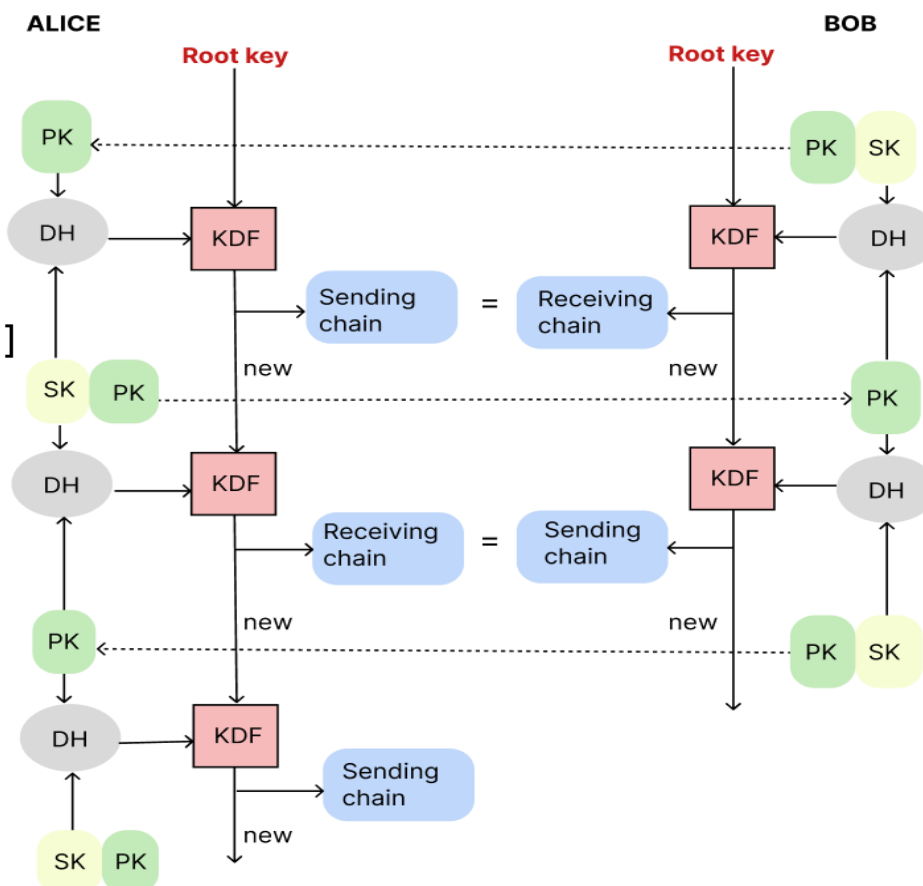 ALICE
BOB
Root key
Root key
PK
PK
SK
DH
KDF
KDF
DH
Sending
chain
=
Receiving
chain
]
new
new
SK
PK
PK
DH
KDF
KDF
DH
Receiving
chain
=
Sending
chain
new
new
PK
PK
SK
DH
KDF
Sending
chain
new
SK
PK